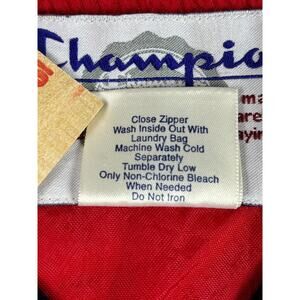 Champio
Close Zipper
Wash Inside Out With
Laundry Bag
Machine Wash Cold
Separately
Tumble Dry Low
Only Non-Chlorine Bleach
When Needed
Do Not Iron